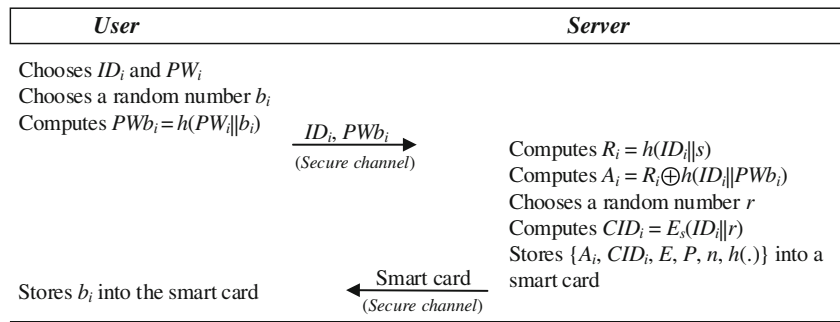 User Server
Chooses IDi and PWi
Chooses a random number bi
Computes PWbi = h(PWi||bi)
IDi, PWbi
(Secure channel)
Computes Ri = h(IDi||s)
Computes Ai = Ri⊕h(IDi||PWbi)
Chooses a random number r
Computes CIDi = Es(IDi||r)
Stores {Ai, CIDi, E, P, n, h(.)} into a
smart card
Smart card
(Secure channel)
Stores bi into the smart card